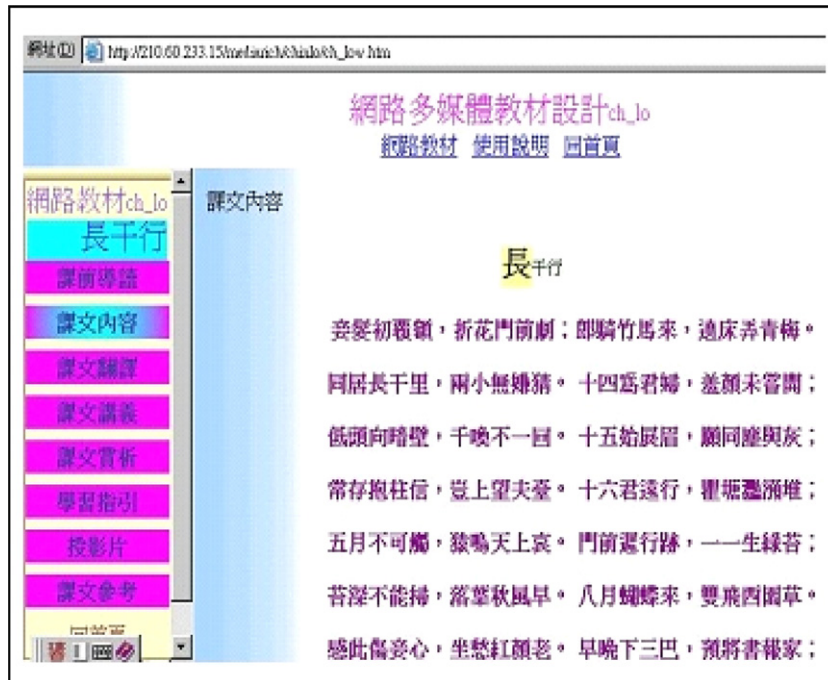 網址(D) http://210.60.233.15/
網路多媒體教材設計ch_lo
網路教材 使用說明 回首頁
網路教材ch_lo
長干行
課前導讀
課文內容
課文翻譯
課文講義
課文賞析
學習指引
投影片
課文參考
回首頁
課文內容
長干行
妾髮初覆額，折花門前劇；郎騎竹馬來，遶床弄青梅。
同居長干里，兩小無嫌猜。 十四為君婦，羞顏未嘗開；
低頭向暗壁，千喚不一回。 十五始展眉，願同塵與灰；
常存抱柱信，豈上望夫臺。 十六君遠行，瞿塘灩澦堆；
五月不可觸，猿鳴天上哀。 門前遲行跡，一一生綠苔；
苔深不能掃，落葉秋風早。 八月蝴蝶來，雙飛西園草。
感此傷妾心，坐愁紅顏老。 早晚下三巴，預將書報家；